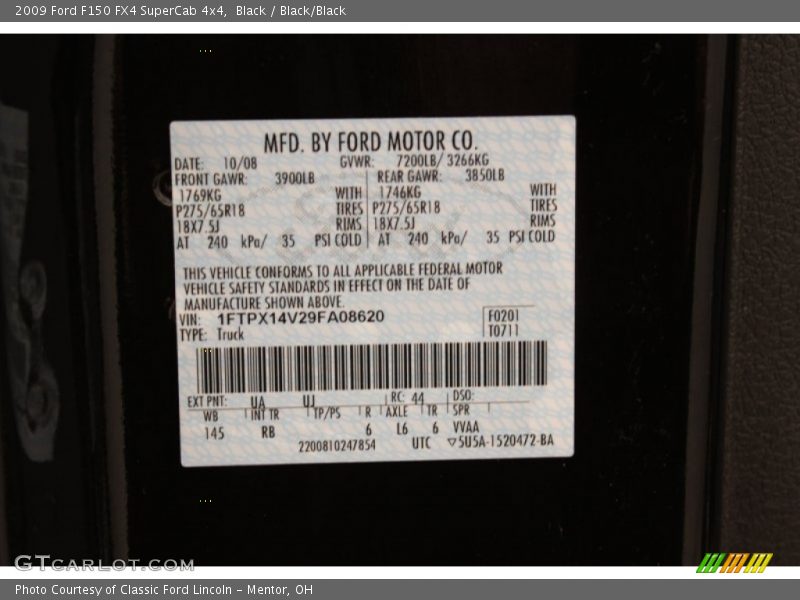 2009 Ford F150 FX4 SuperCab 4x4,  Black / Black/Black
MFD. BY FORD MOTOR CO.
DATE: 10/08 GVWR: 7200LB/ 3266KG
FRONT GAWR: 3900LB REAR GAWR: 3850LB
1769KG WITH 1746KG WITH
P275/65R18 TIRES P275/65R18 TIRES
18X7.5J RIMS 18X7.5J RIMS
AT 240 kPa/ 35 PSI COLD AT 240 kPa/ 35 PSI COLD
THIS VEHICLE CONFORMS TO ALL APPLICABLE FEDERAL MOTOR
VEHICLE SAFETY STANDARDS IN EFFECT ON THE DATE OF
MANUFACTURE SHOWN ABOVE.
VIN: 1FTPX14V29FA08620 F0201
TYPE: Truck T0711
EXT PNT: UA UJ RC: 44 DSO:
WB INT TR TP/PS R AXLE TR SPR
145 RB 6 L6 6 VVAA
2200810247854 UTC ▽5U5A-1520472-BA
GTCarLot.com
Photo Courtesy of Classic Ford Lincoln - Mentor, OH